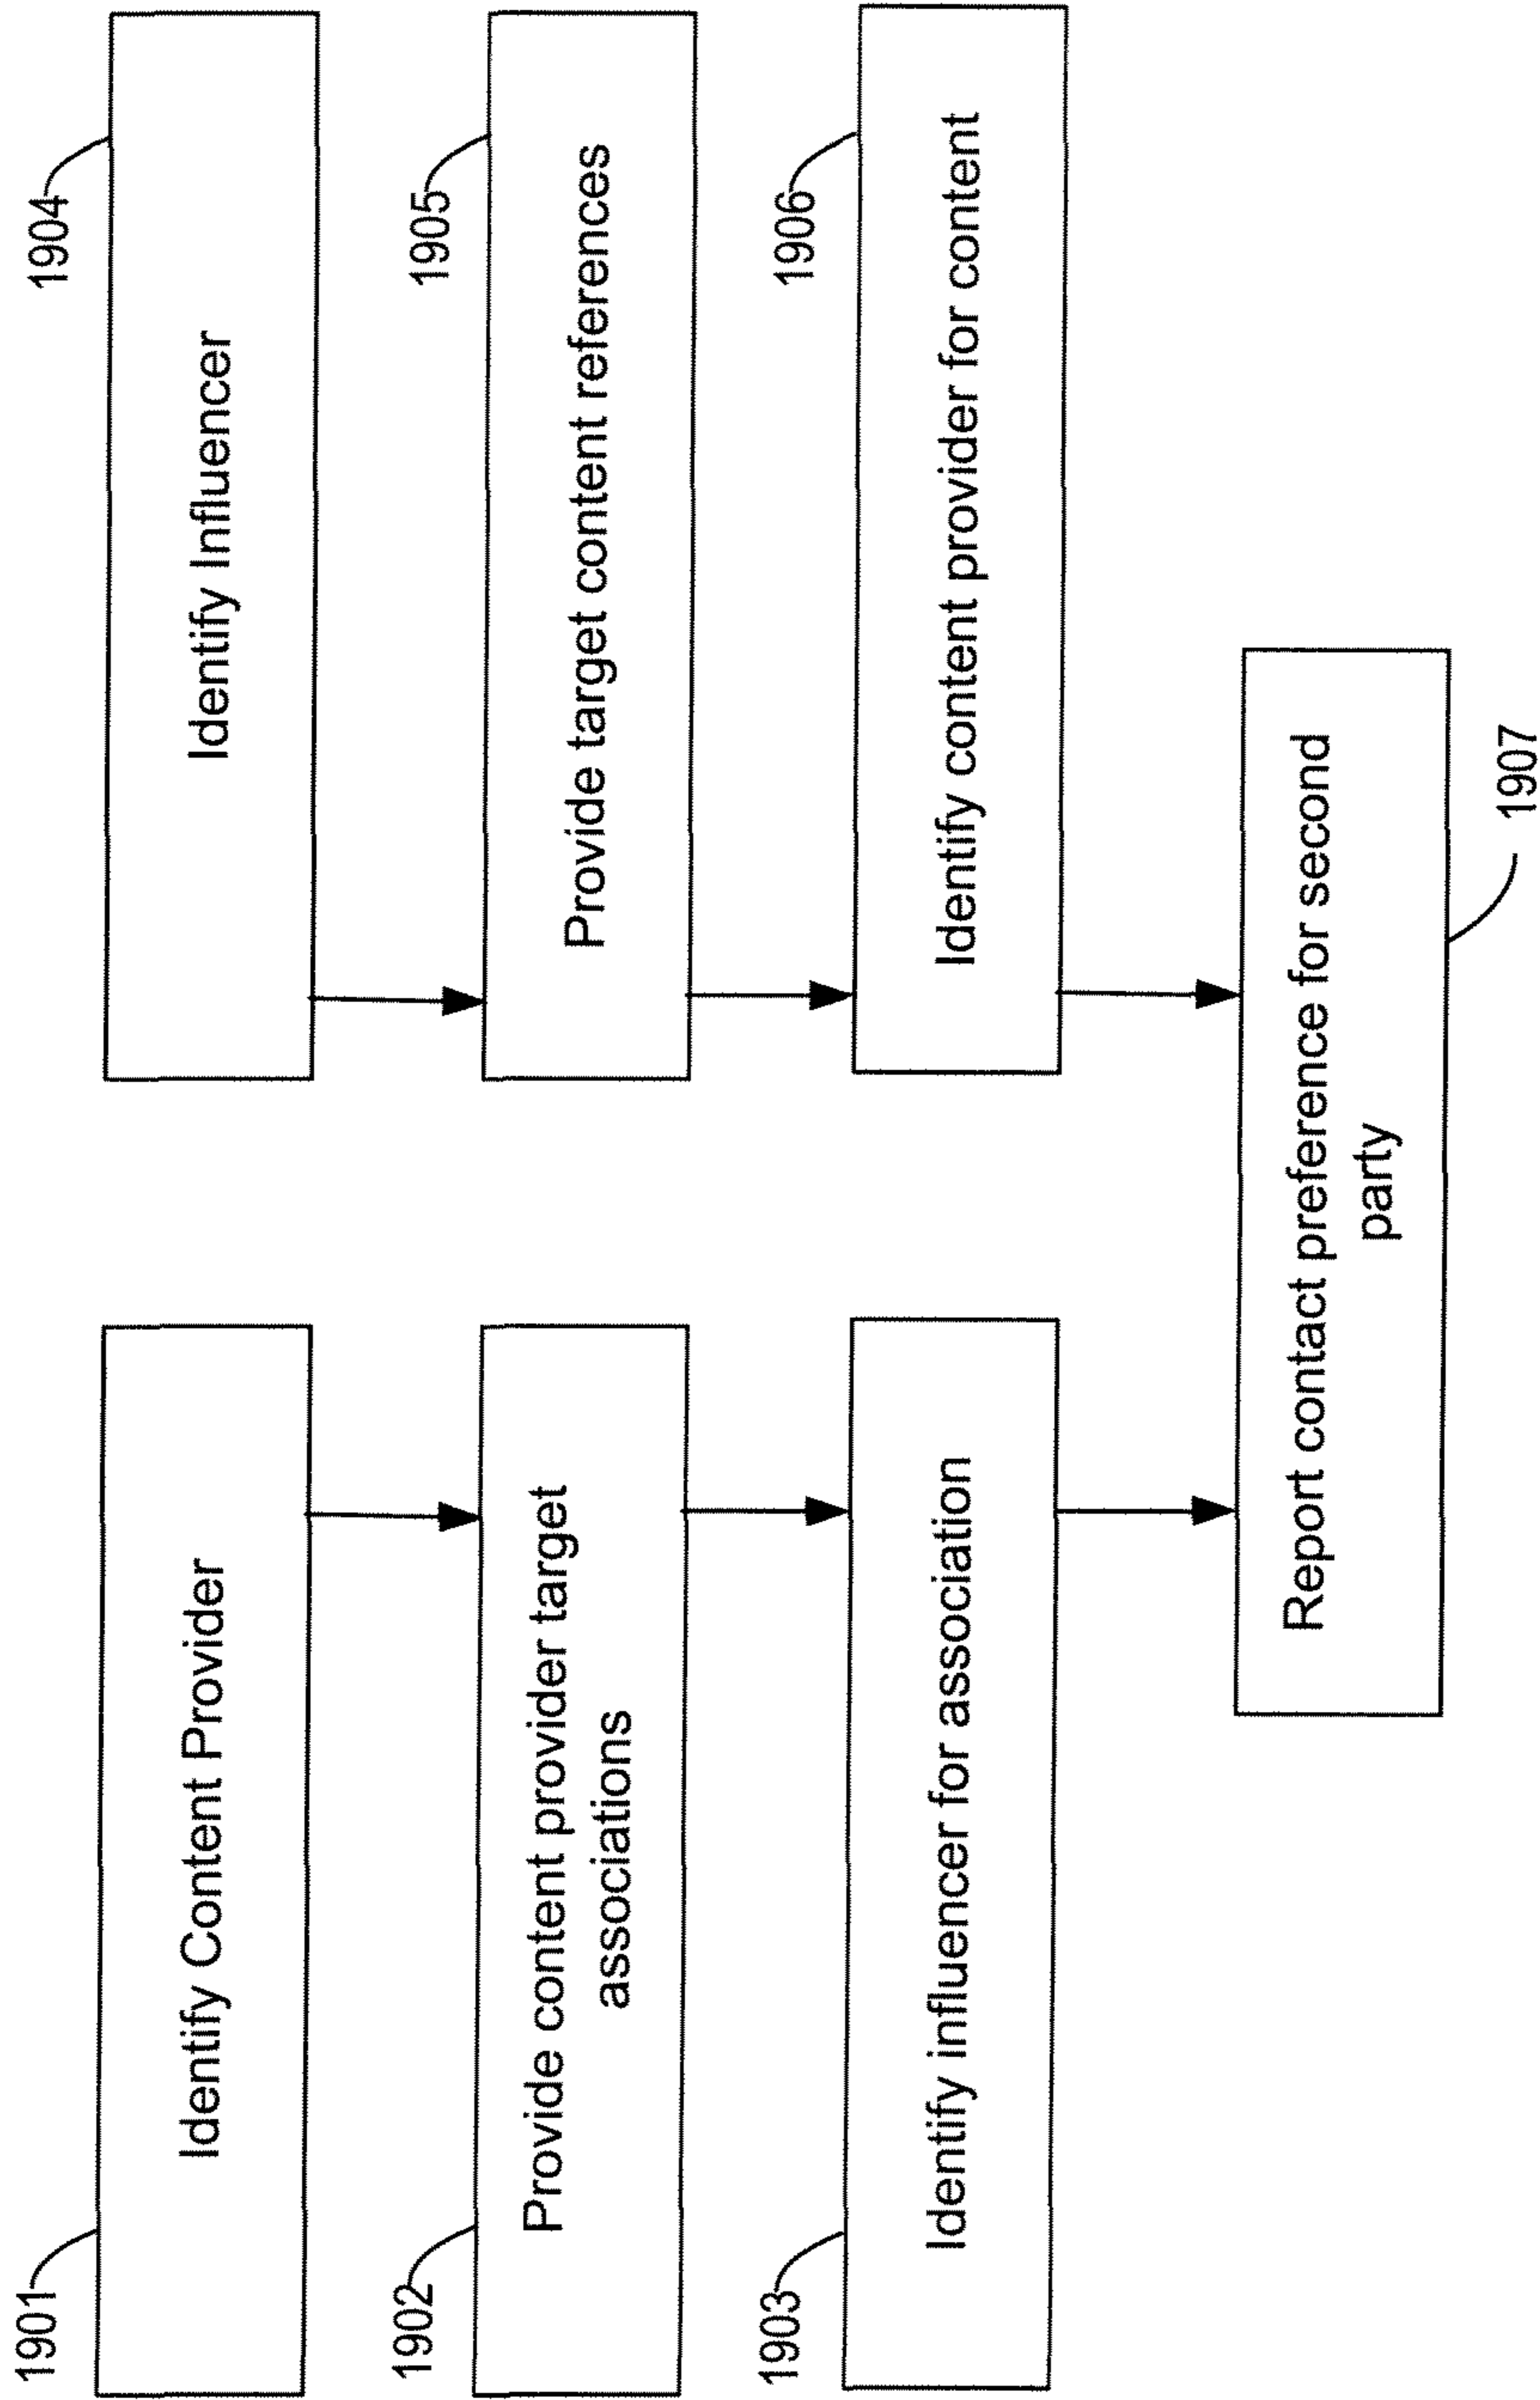 1901
Identify Content Provider
1902
Provide content provider target
associations
1903
Identify influencer for association
1904
Identify Influencer
1905
Provide target content references
1906
Identify content provider for content
Report contact preference for second
party
1907